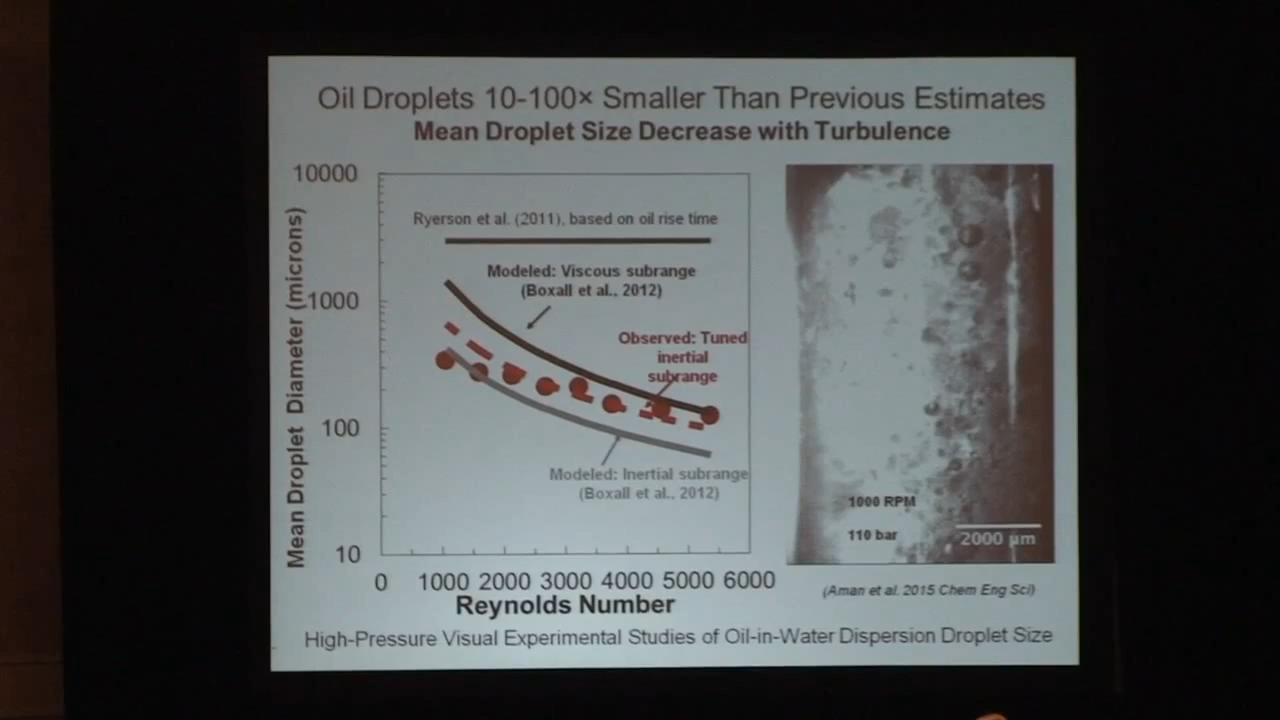 Oil Droplets 10-100× Smaller Than Previous Estimates
Mean Droplet Size Decrease with Turbulence
Mean Droplet Diameter (microns)
10000
1000
100
10
Ryerson et al. (2011), based on oil rise time
Modeled: Viscous subrange
(Boxall et al., 2012)
Observed: Tuned
inertial
subrange
Modeled: Inertial subrange
(Boxall et al., 2012)
0 1000 2000 3000 4000 5000 6000
Reynolds Number
1000 RPM
110 bar
2000 µm
(Aman et al. 2015 Chem Eng Sci)
High-Pressure Visual Experimental Studies of Oil-in-Water Dispersion Droplet Size